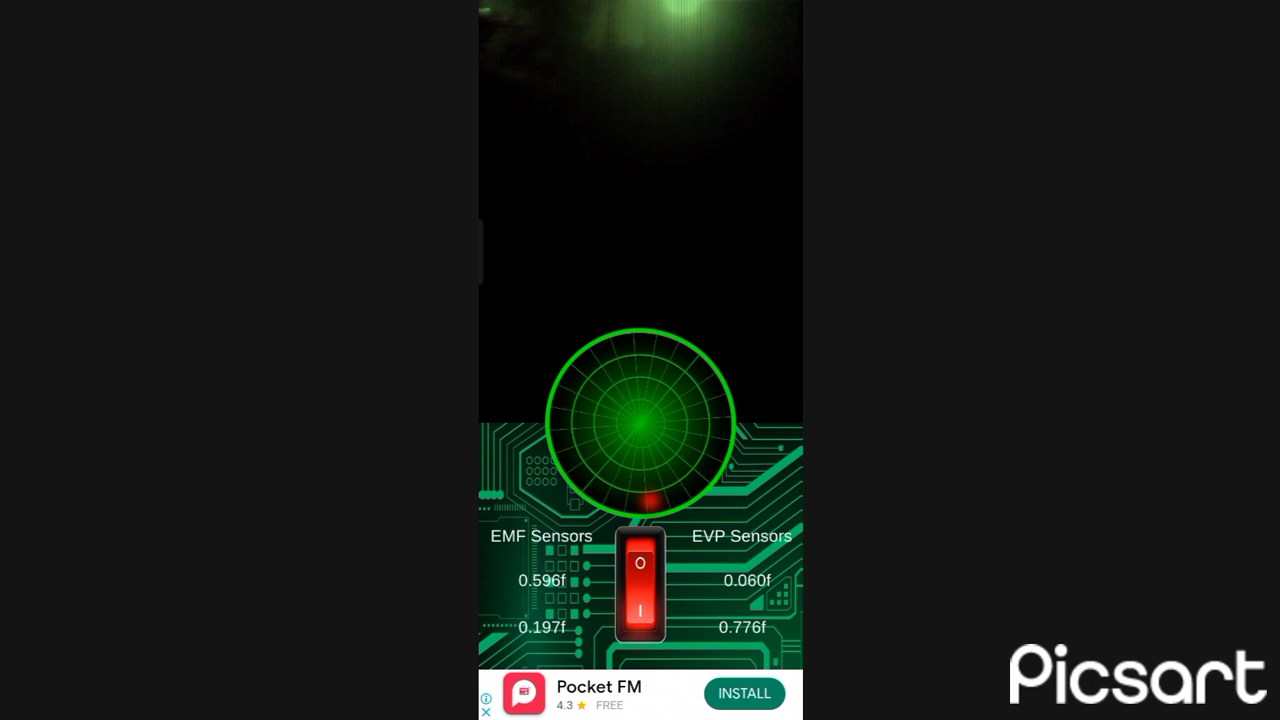 EMF Sensors
EVP Sensors
0.596f
0.060f
0.197f
0.776f
O
I
Pocket FM
4.3 ★ FREE
INSTALL
Picsart